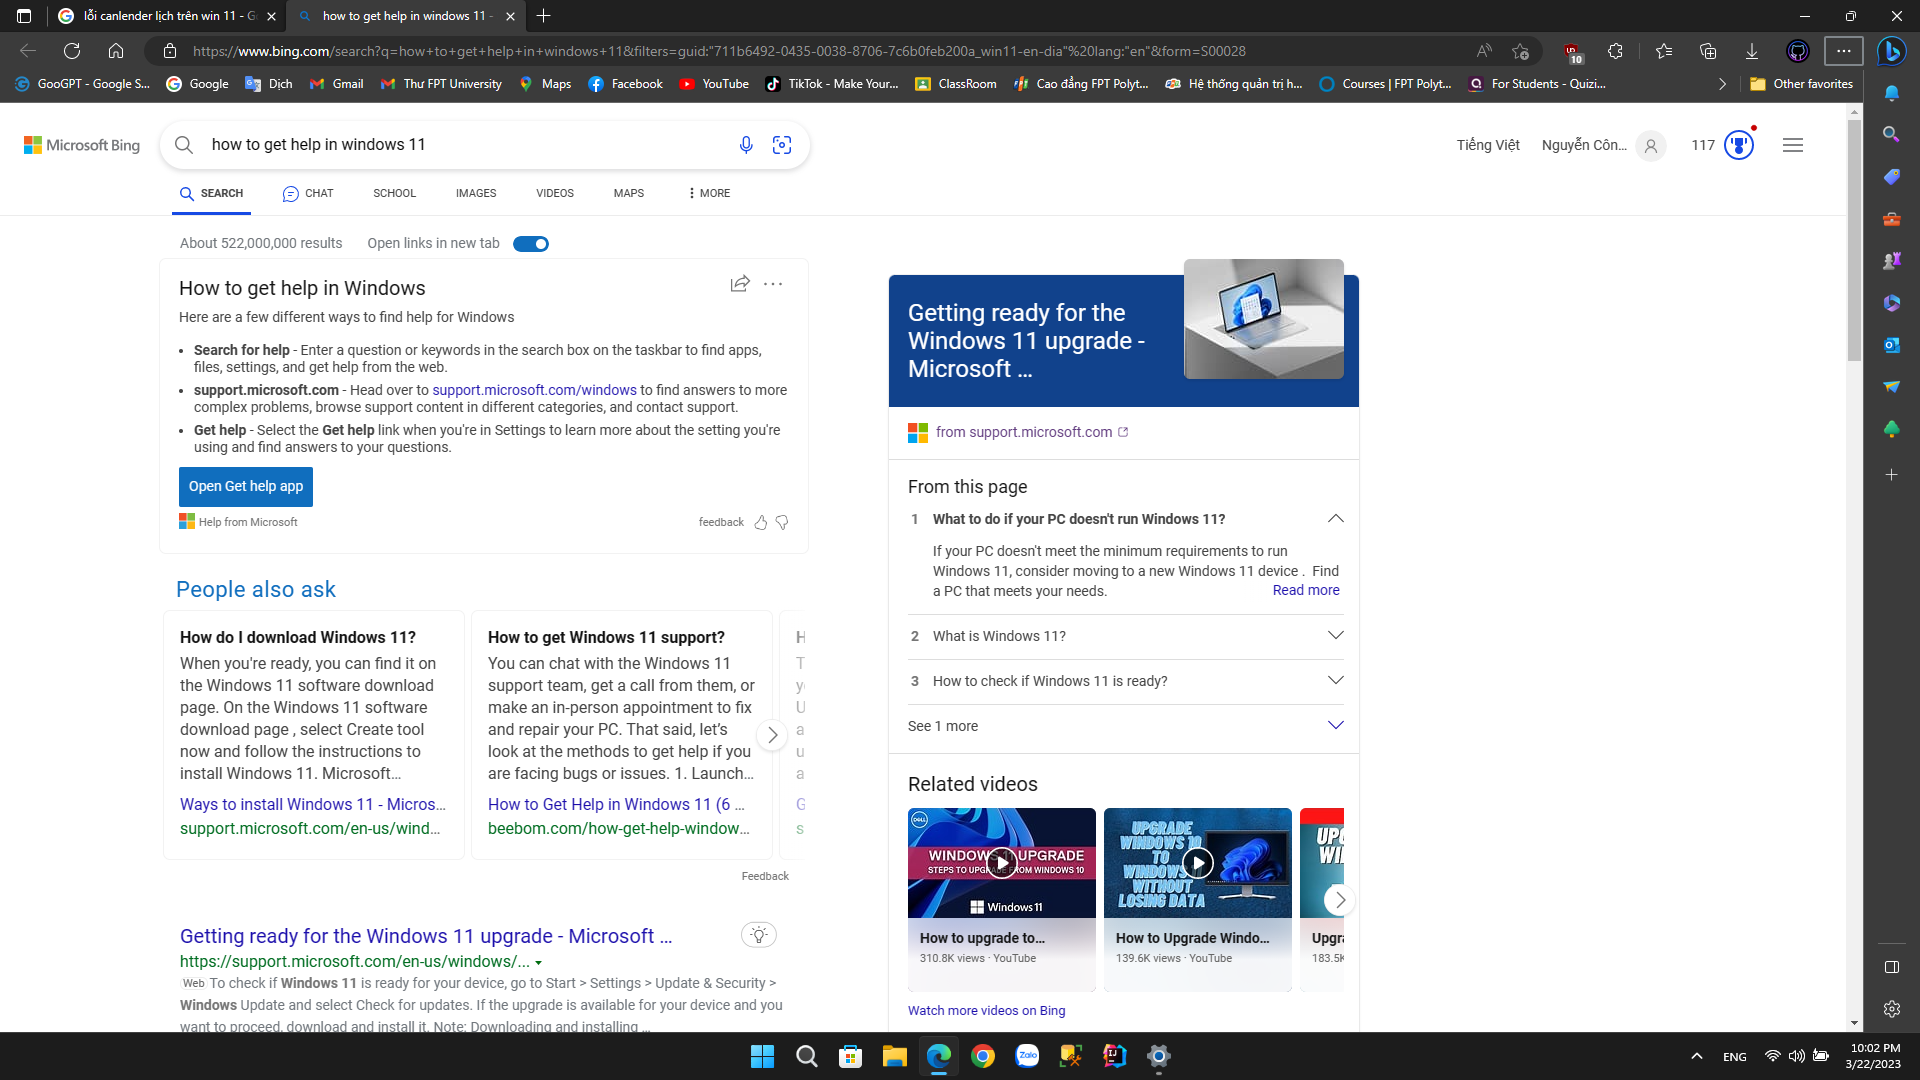 lỗi canlender lịch trên win 11 - G
how to get help in windows 11 -
https://www.bing.com/search?q=how+to+get+help+in+windows+11&filters=guid:"711b6492-0435-0038-8706-7c6b0feb200a_win11-en-dia"%20lang:"en"&form=S00028
10
GooGPT - Google S...
Google
Dịch
Gmail
Thư FPT University
Maps
Facebook
YouTube
TikTok - Make Your...
ClassRoom
Cao đẳng FPT Polyt...
Hệ thống quản trị h...
Courses | FPT Polyt...
For Students - Quizi...
Other favorites
Microsoft Bing
how to get help in windows 11
Tiếng Việt
Nguyễn Côn...
117
SEARCH
CHAT
SCHOOL
IMAGES
VIDEOS
MAPS
MORE
About 522,000,000 results
Open links in new tab
How to get help in Windows
Here are a few different ways to find help for Windows
• Search for help - Enter a question or keywords in the search box on the taskbar to find apps,
files, settings, and get help from the web.
• support.microsoft.com - Head over to support.microsoft.com/windows to find answers to more
complex problems, browse support content in different categories, and contact support.
• Get help - Select the Get help link when you're in Settings to learn more about the setting you're
using and find answers to your questions.
Open Get help app
Help from Microsoft
feedback
People also ask
How do I download Windows 11?
When you're ready, you can find it on
the Windows 11 software download
page. On the Windows 11 software
download page , select Create tool
now and follow the instructions to
install Windows 11. Microsoft...
Ways to install Windows 11 - Micros...
support.microsoft.com/en-us/wind...
How to get Windows 11 support?
You can chat with the Windows 11
support team, get a call from them, or
make an in-person appointment to fix
and repair your PC. That said, let’s
look at the methods to get help if you
are facing bugs or issues. 1. Launch...
How to Get Help in Windows 11 (6 ...
beebom.com/how-get-help-window...
Feedback
Getting ready for the Windows 11 upgrade - Microsoft ...
https://support.microsoft.com/en-us/windows/...
Web To check if Windows 11 is ready for your device, go to Start > Settings > Update & Security >
Windows Update and select Check for updates. If the upgrade is available for your device and you
want to proceed, download and install it. Note: Downloading and installing ...
Getting ready for the
Windows 11 upgrade -
Microsoft ...
from support.microsoft.com
From this page
1 What to do if your PC doesn't run Windows 11?
If your PC doesn't meet the minimum requirements to run
Windows 11, consider moving to a new Windows 11 device . Find
a PC that meets your needs.
Read more
2 What is Windows 11?
3 How to check if Windows 11 is ready?
See 1 more
Related videos
DELL
WINDOWS 11 UPGRADE
STEPS TO UPGRADE FROM WINDOWS 10
Windows 11
How to upgrade to...
310.8K views · YouTube
UPGRADE
WINDOWS 10
TO
WINDOWS 11
WITHOUT
LOSING DATA
How to Upgrade Windo...
139.6K views · YouTube
Upgra
183.5K
Watch more videos on Bing
Zalo
ENG
10:02 PM
3/22/2023